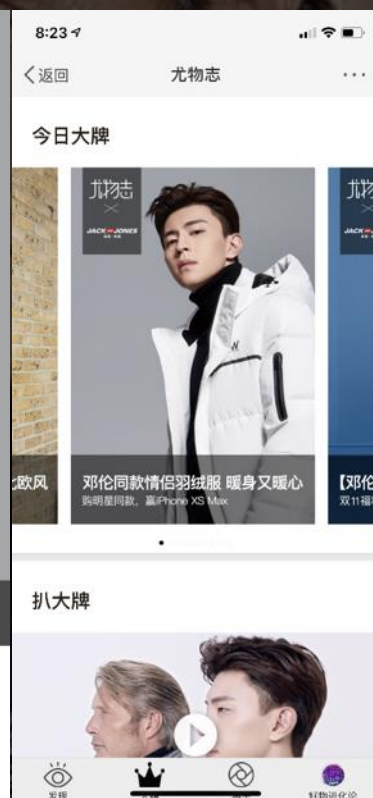 8:23
返回
尤物志
今日大牌
尤物志
JACK JONES
北欧风
邓伦同款情侣羽绒服 暖身又暖心
购明星同款，赢iPhone XS Max
【邓伦
双11福
扒大牌
发现
好物进化论